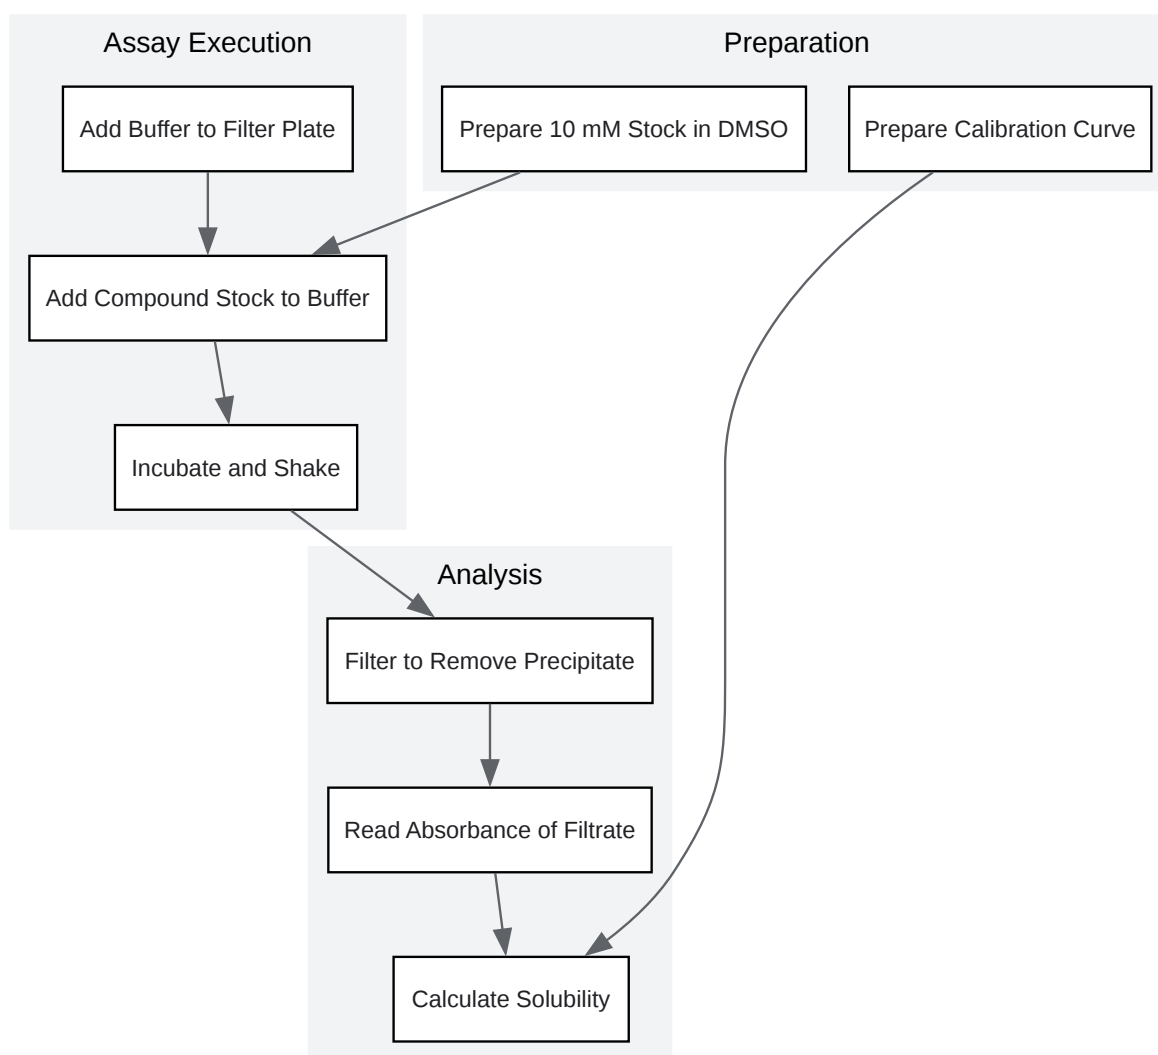 Assay Execution
Preparation
Add Buffer to Filter Plate
Prepare 10 mM Stock in DMSO
Prepare Calibration Curve
Add Compound Stock to Buffer
Incubate and Shake
Analysis
Filter to Remove Precipitate
Read Absorbance of Filtrate
Calculate Solubility